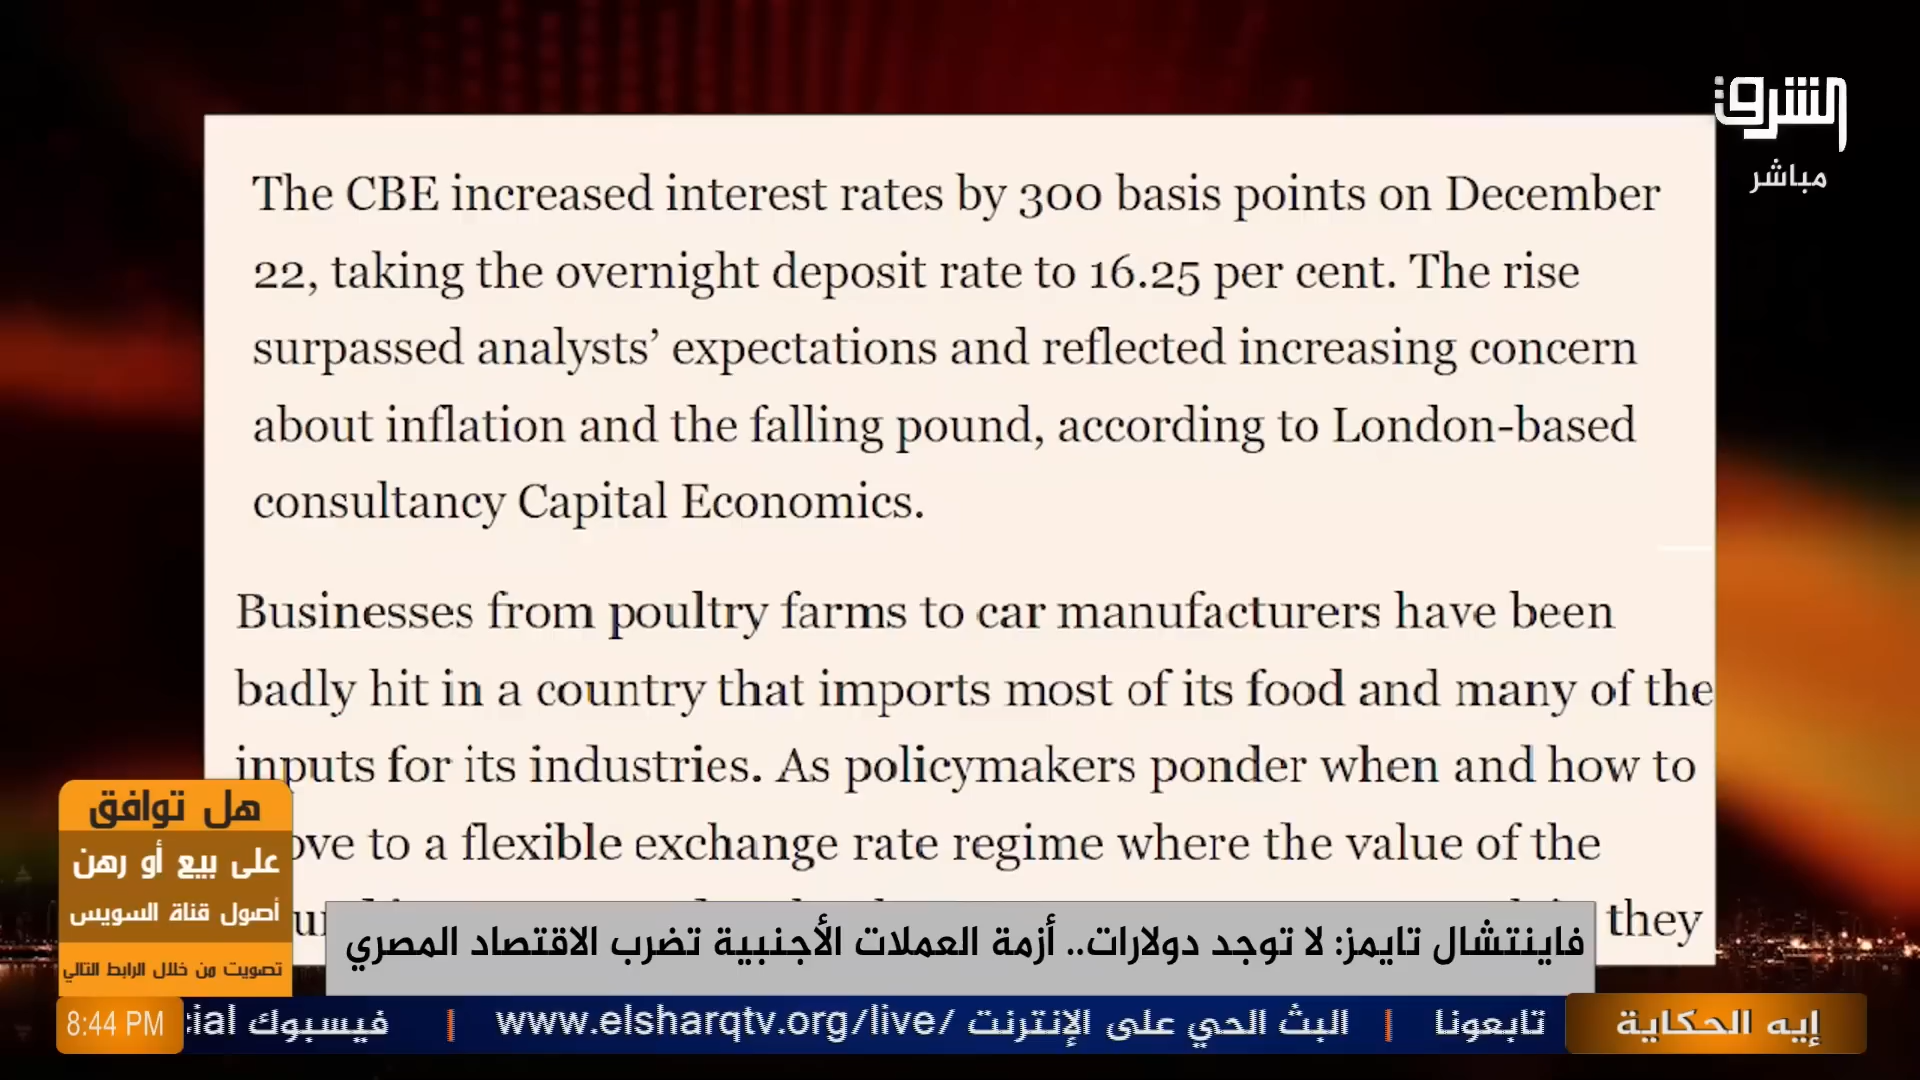 الشرق
مباشر
The CBE increased interest rates by 300 basis points on December
22, taking the overnight deposit rate to 16.25 per cent. The rise
surpassed analysts’ expectations and reflected increasing concern
about inflation and the falling pound, according to London-based
consultancy Capital Economics.
Businesses from poultry farms to car manufacturers have been
badly hit in a country that imports most of its food and many of the
inputs for its industries. As policymakers ponder when and how to
ove to a flexible exchange rate regime where the value of the
they
هل توافق
على بيع أو رهن
أصول قناة السويس
تصويت من خلال الرابط التالي
فاينتشال تايمز: لا توجد دولارات.. أزمة العملات الأجنبية تضرب الاقتصاد المصري
إيه الحكاية
تابعونا | البث الحي على الإنترنت www.elsharqtv.org/live/ | فيسبوك cial
8:44 PM